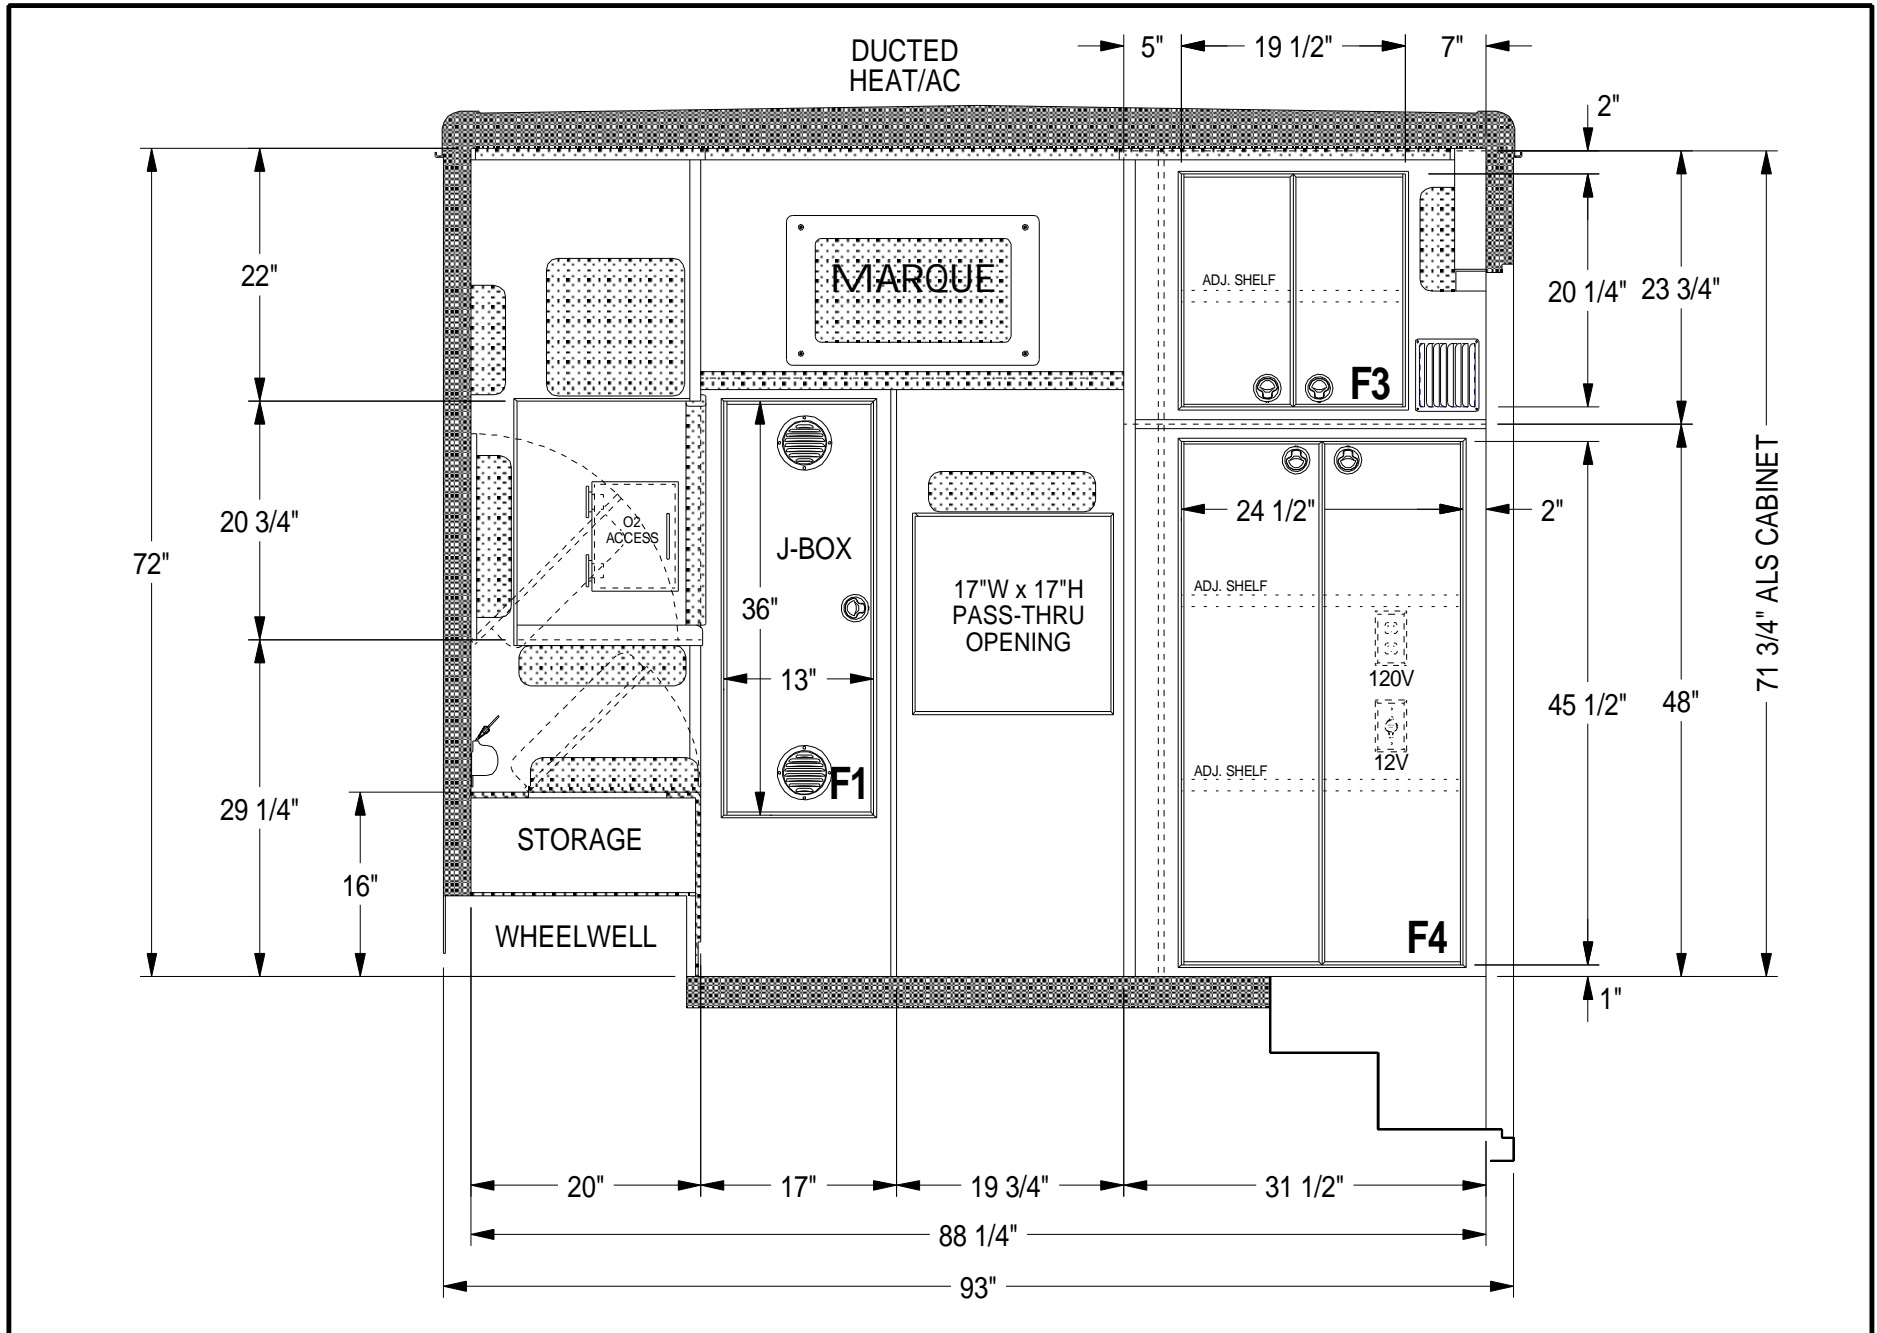 DUCTED
HEAT/AC
5"
19 1/2"
7"
2"
22"
MARQUE
ADJ. SHELF
20 1/4"
23 3/4"
F3
20 3/4"
72"
O2
ACCESS
J-BOX
36"
13"
F1
17"W x 17"H
PASS-THRU
OPENING
24 1/2"
2"
ADJ. SHELF
120V
12V
ADJ. SHELF
F4
45 1/2"
48"
71 3/4" ALS CABINET
29 1/4"
16"
STORAGE
WHEELWELL
1"
20"
17"
19 3/4"
31 1/2"
88 1/4"
93"